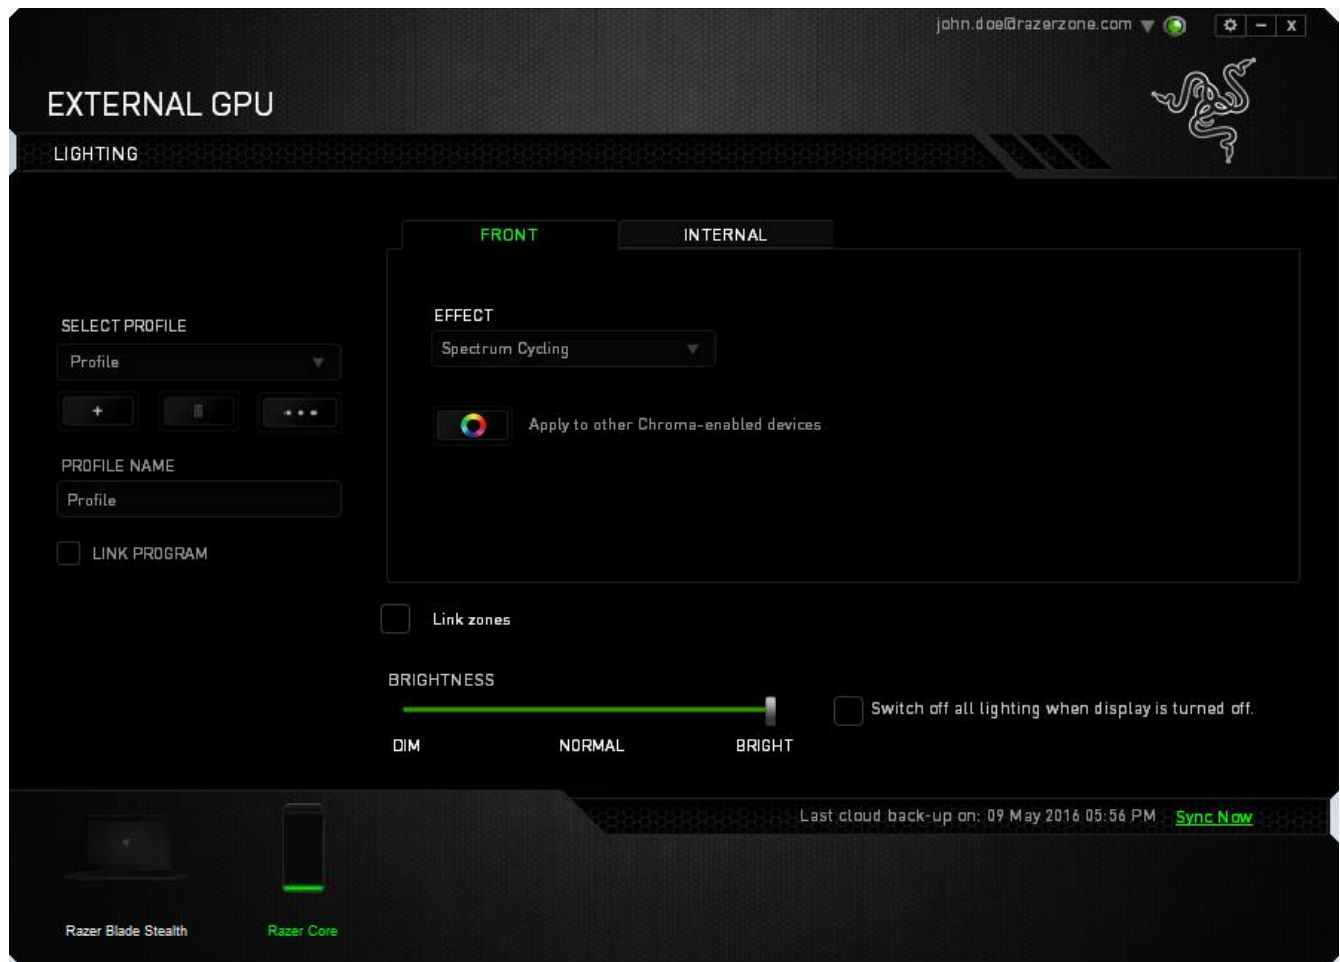 john.doe@razerzone.com
X
EXTERNAL GPU
LIGHTING
FRONT
INTERNAL
SELECT PROFILE
Profile
+
PROFILE NAME
Profile
LINK PROGRAM
EFFECT
Spectrum Cycling
Apply to other Chroma-enabled devices
Link zones
BRIGHTNESS
DIM
NORMAL
BRIGHT
Switch off all lighting when display is turned off.
Last cloud back-up on: 09 May 2016 05:56 PM
Sync Now
Razer Blade Stealth
Razer Core